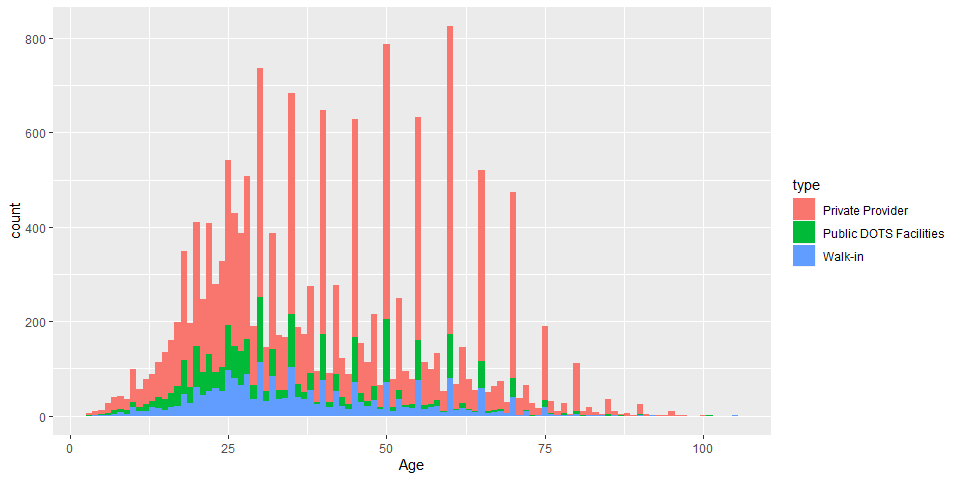 800
600
400
200
0
count
0 25 50 75 100
Age
type
Private Provider
Public DOTS Facilities
Walk-in